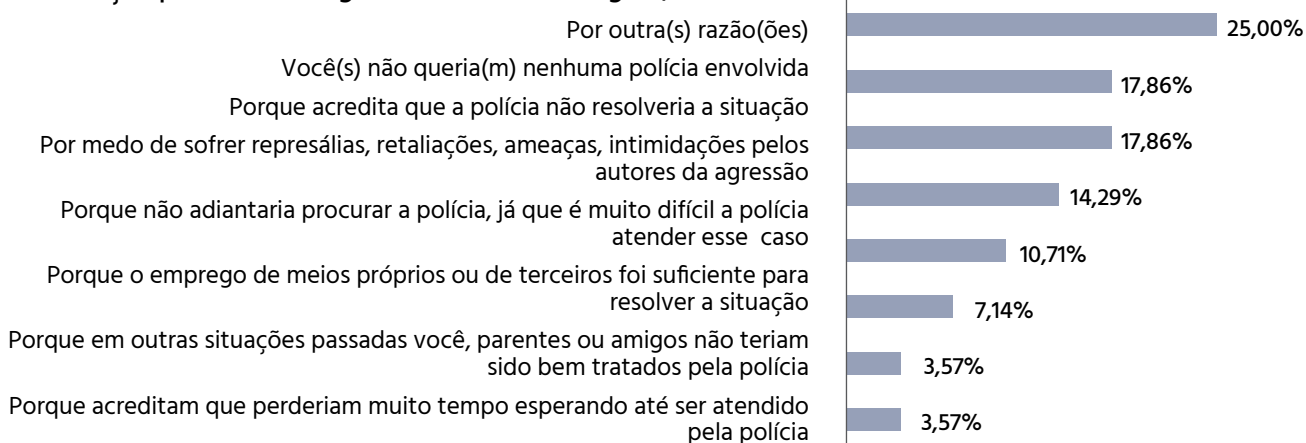 Por outra(s) razão(ões)
25,00%
Você(s) não queria(m) nenhuma polícia envolvida
17,86%
Porque acredita que a polícia não resolveria a situação
17,86%
Por medo de sofrer represálias, retaliações, ameaças, intimidações pelos
autores da agressão
14,29%
Porque não adiantaria procurar a polícia, já que é muito difícil a polícia
atender esse caso
10,71%
Porque o emprego de meios próprios ou de terceiros foi suficiente para
resolver a situação
7,14%
Porque em outras situações passadas você, parentes ou amigos não teriam
sido bem tratados pela polícia
3,57%
Porque acreditam que perderiam muito tempo esperando até ser atendido
pela polícia
3,57%